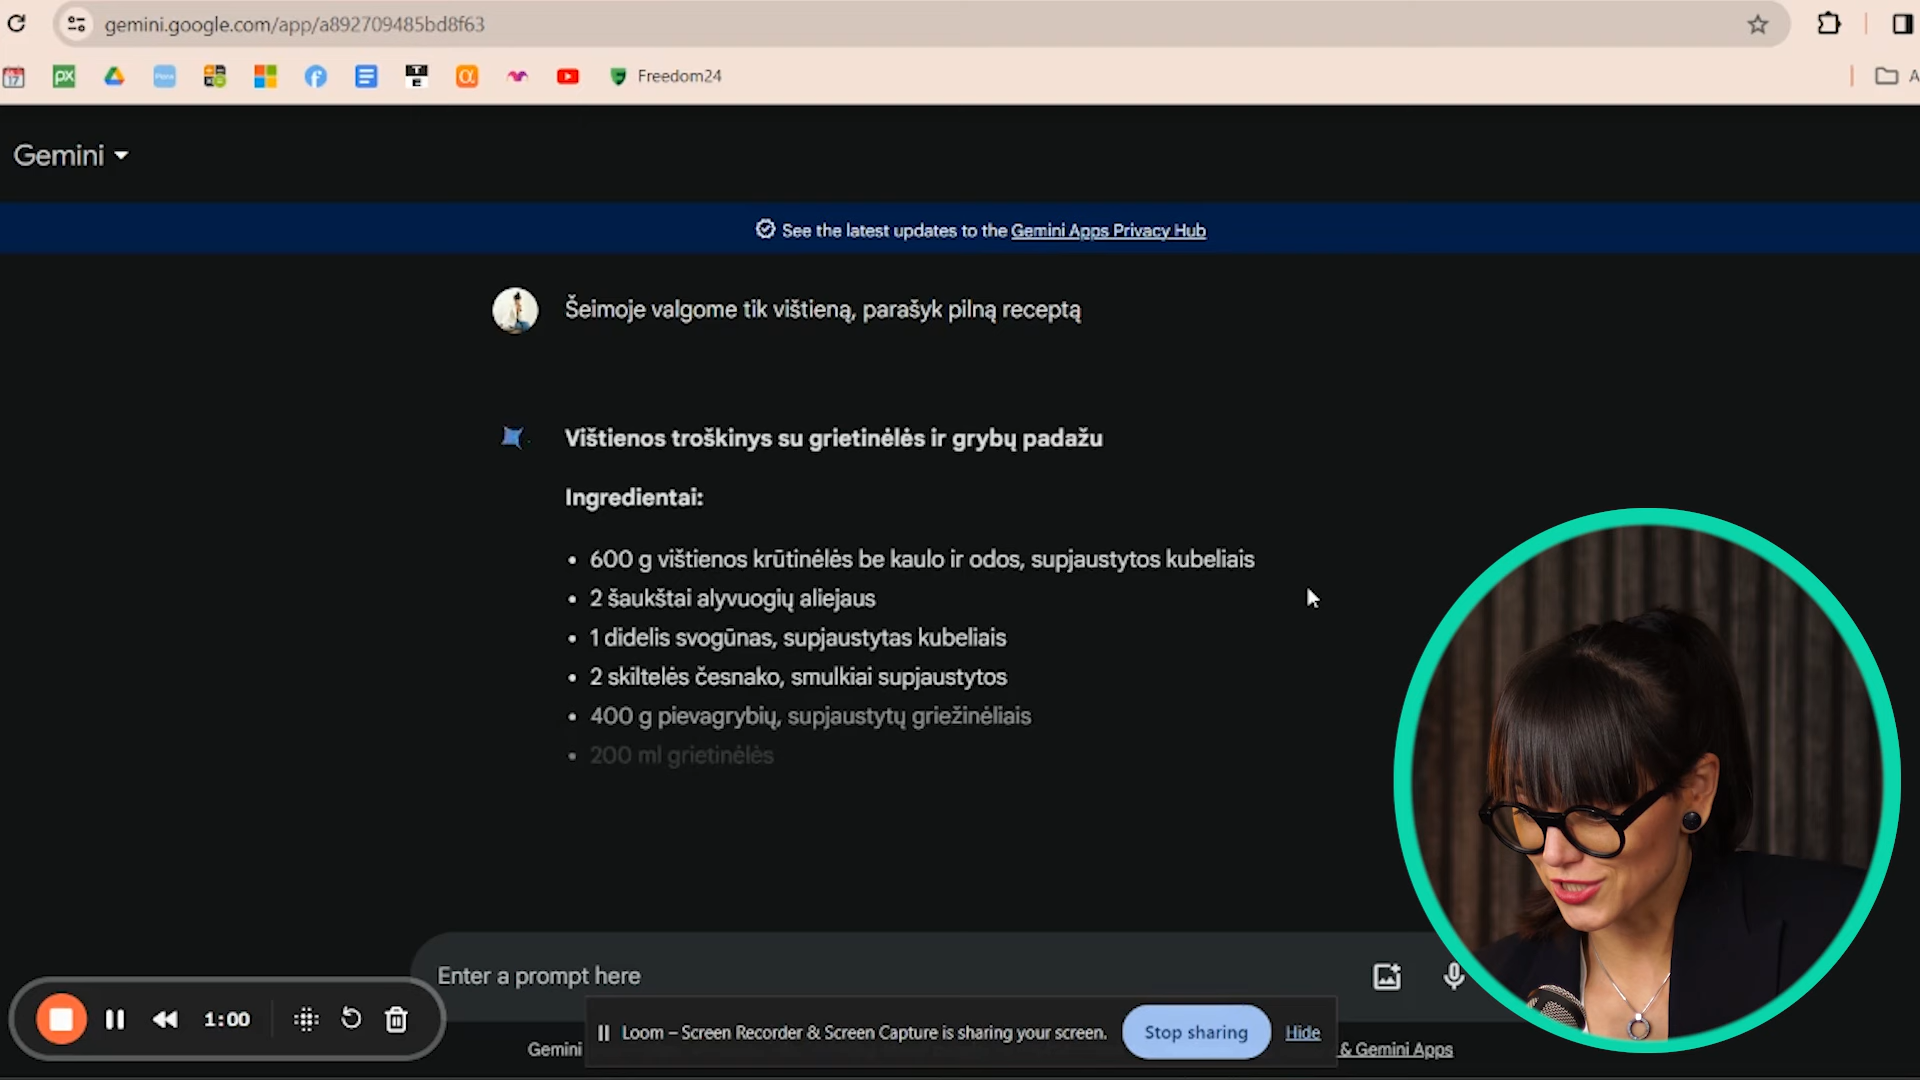 gemini.google.com/app/a892709485bd8f63
17
PX
T
E
Freedom24
A
Gemini
See the latest updates to the Gemini Apps Privacy Hub
Šeimoje valgome tik vištieną, parašyk pilną receptą
Vištienos troškinys su grietinėlės ir grybų padažu
Ingredientai:
• 600 g vištienos krūtinėlės be kaulo ir odos, supjaustytos kubeliais
• 2 šaukštai alyvuogių aliejaus
• 1 didelis svogūnas, supjaustytas kubeliais
• 2 skiltelės česnako, smulkiai supjaustytos
• 400 g pievagrybių, supjaustytų griežinėliais
• 200 ml grietinėlės
Enter a prompt here
1:00
Loom – Screen Recorder & Screen Capture is sharing your screen.
Stop sharing
Hide
Gemini
& Gemini Apps